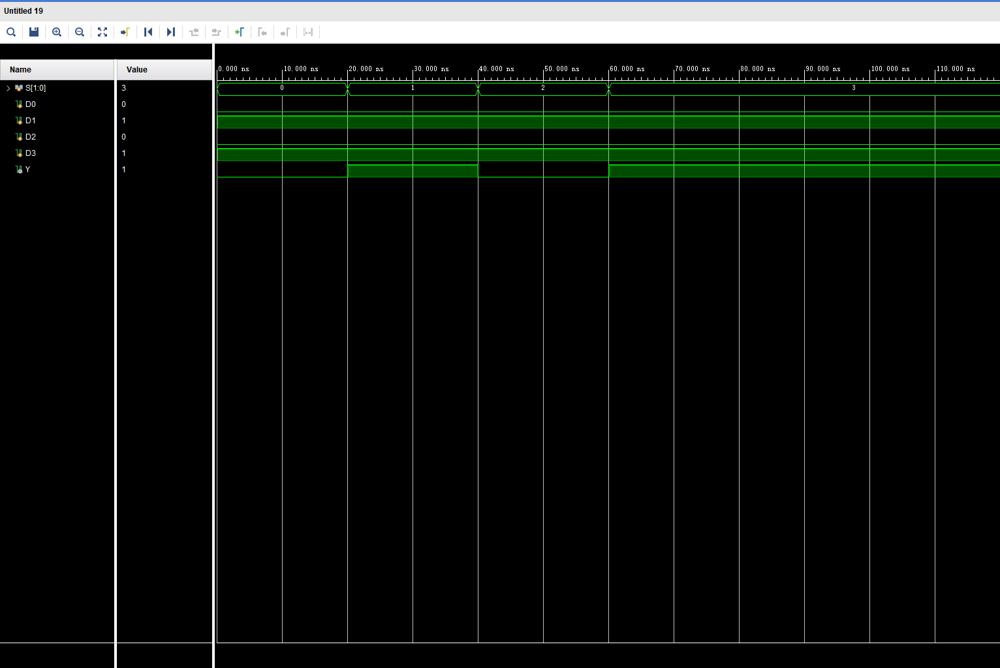 Untitled 19
Name Value
0.000 ns 10.000 ns 20.000 ns 30.000 ns 40.000 ns 50.000 ns 60.000 ns 70.000 ns 80.000 ns 90.000 ns 100.000 ns 110.000 ns
S[1:0] 3 0 1 2 3
D0 0
D1 1
D2 0
D3 1
Y 1